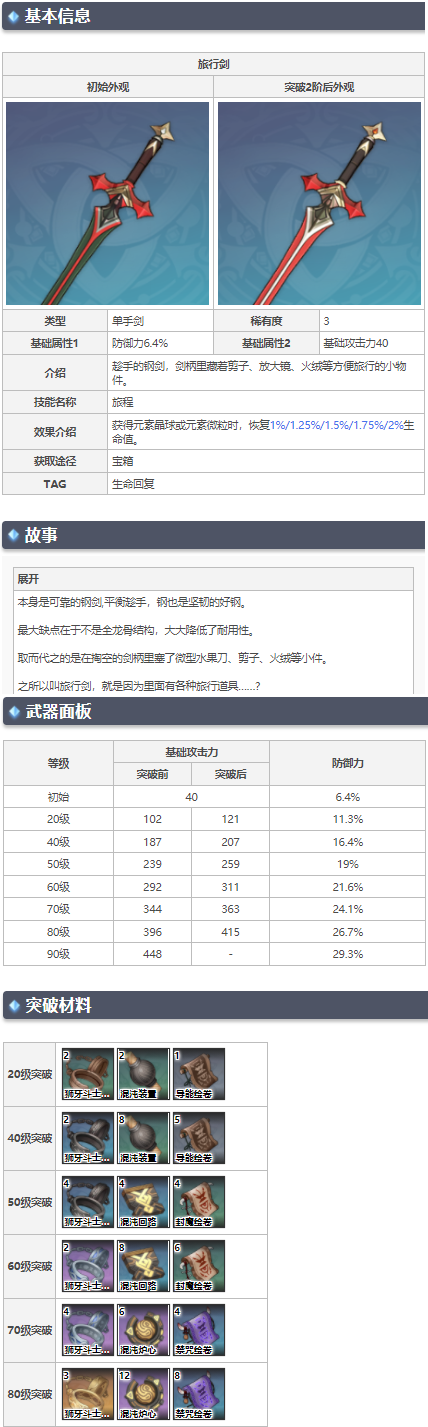 基本信息
旅行剑
初始外观 突破2阶后外观
类型 单手剑 稀有度 3
基础属性1 防御力6.4% 基础属性2 基础攻击力40
介绍 趁手的钢剑，剑柄里藏着剪子、放大镜、火绒等方便旅行的小物
件。
技能名称 旅程
效果介绍 获得元素晶球或元素微粒时，恢复1%/1.25%/1.5%/1.75%/2%生
命值。
获取途径 宝箱
TAG 生命回复
故事
展开
本身是可靠的钢剑,平衡趁手，钢也是坚韧的好钢。
最大缺点在于不是全龙骨结构，大大降低了耐用性。
取而代之的是在掏空的剑柄里塞了微型水果刀、剪子、火绒等小件。
之所以叫旅行剑，就是因为里面有各种旅行道具……?
武器面板
等级 基础攻击力 防御力
突破前 突破后
初始 40 6.4%
20级 102 121 11.3%
40级 187 207 16.4%
50级 239 259 19%
60级 292 311 21.6%
70级 344 363 24.1%
80级 396 415 26.7%
90级 448 - 29.3%
突破材料
2 2 1
20级突破
狮牙斗士... 混沌装置 导能绘卷
2 8 5
40级突破
狮牙斗士... 混沌装置 导能绘卷
4 4 4
50级突破
狮牙斗士... 混沌回路 封魔绘卷
2 8 6
60级突破
狮牙斗士... 混沌回路 封魔绘卷
4 6 4
70级突破
狮牙斗士... 混沌炉心 禁咒绘卷
3 12 8
80级突破
狮牙斗士... 混沌炉心 禁咒绘卷